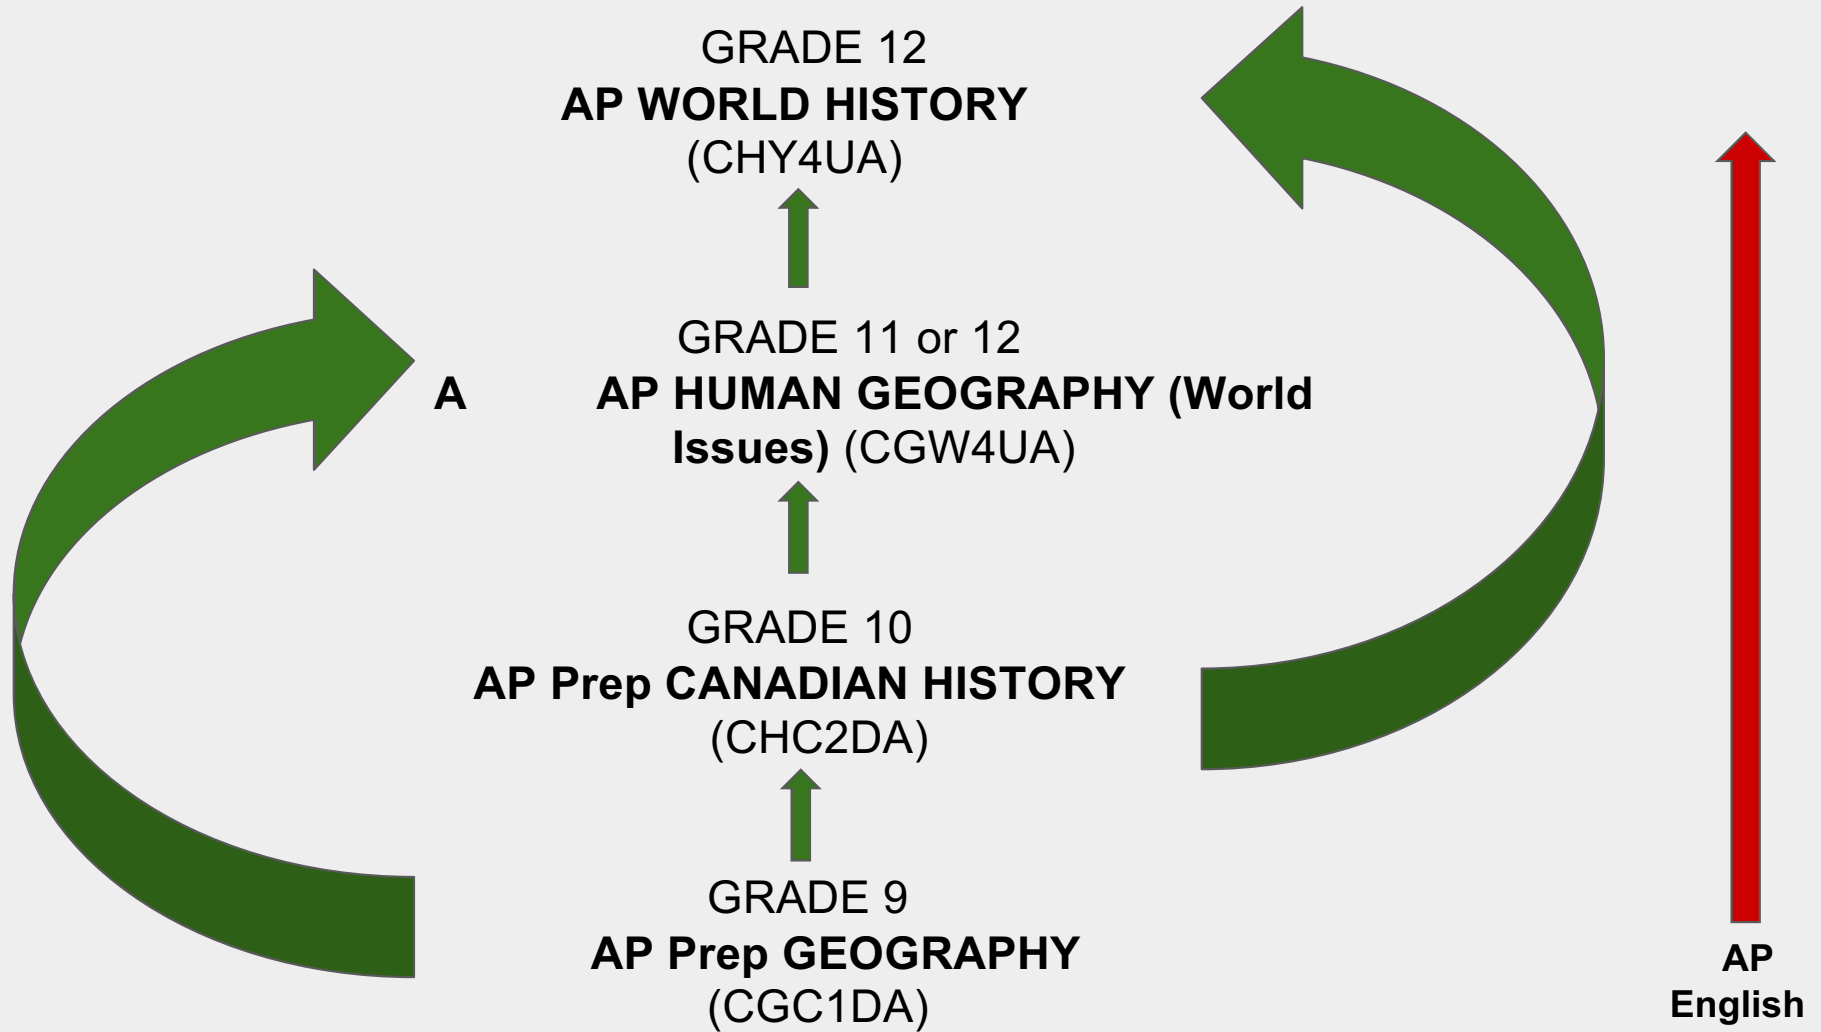 GRADE 12
AP WORLD HISTORY
(CHY4UA)
GRADE 11 or 12
A AP HUMAN GEOGRAPHY (World
Issues) (CGW4UA)
GRADE 10
AP Prep CANADIAN HISTORY
(CHC2DA)
GRADE 9
AP Prep GEOGRAPHY
(CGC1DA)
AP
English